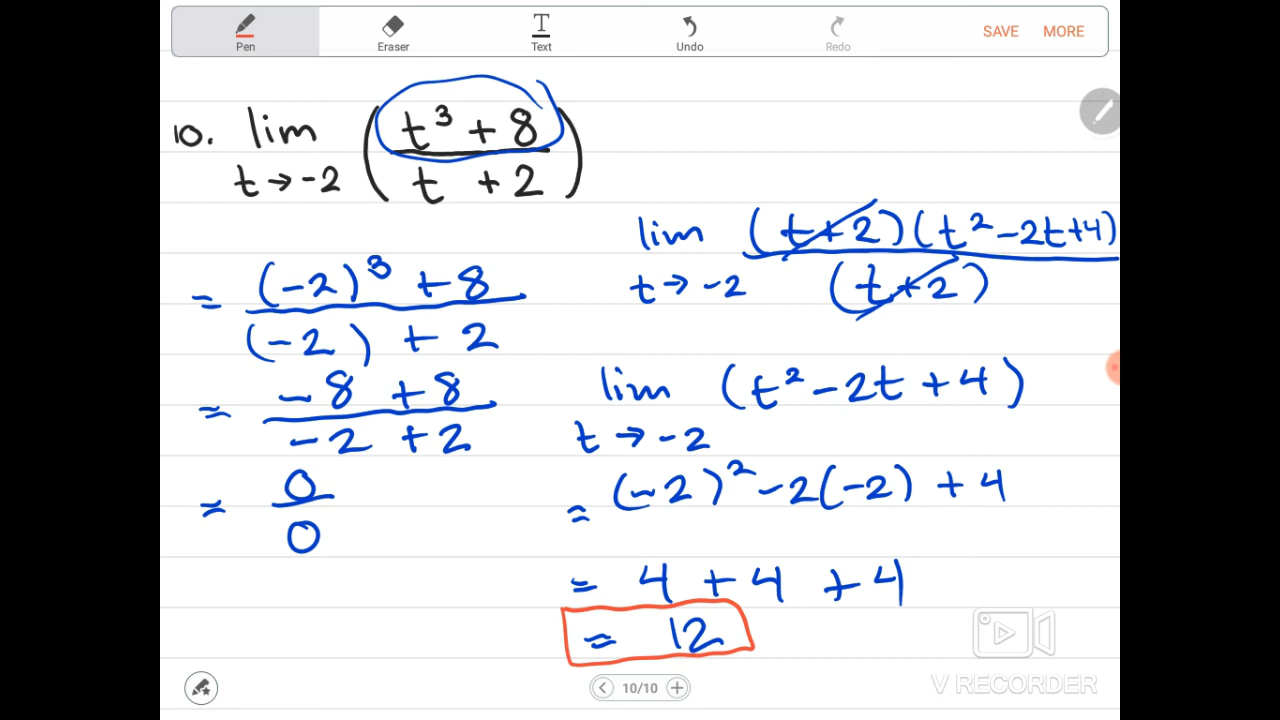 Pen Eraser Text Undo Redo SAVE MORE
10. lim (t³ + 8 / t + 2)
t → -2
= (-2)³ + 8 / (-2) + 2
= -8 + 8 / -2 + 2
= 0 / 0
lim (t+2)(t² -2t+4) / (t+2)
t → -2
lim (t² - 2t + 4)
t → -2
= (-2)² -2(-2) + 4
= 4 + 4 + 4
= 12
10/10
V RECORDER